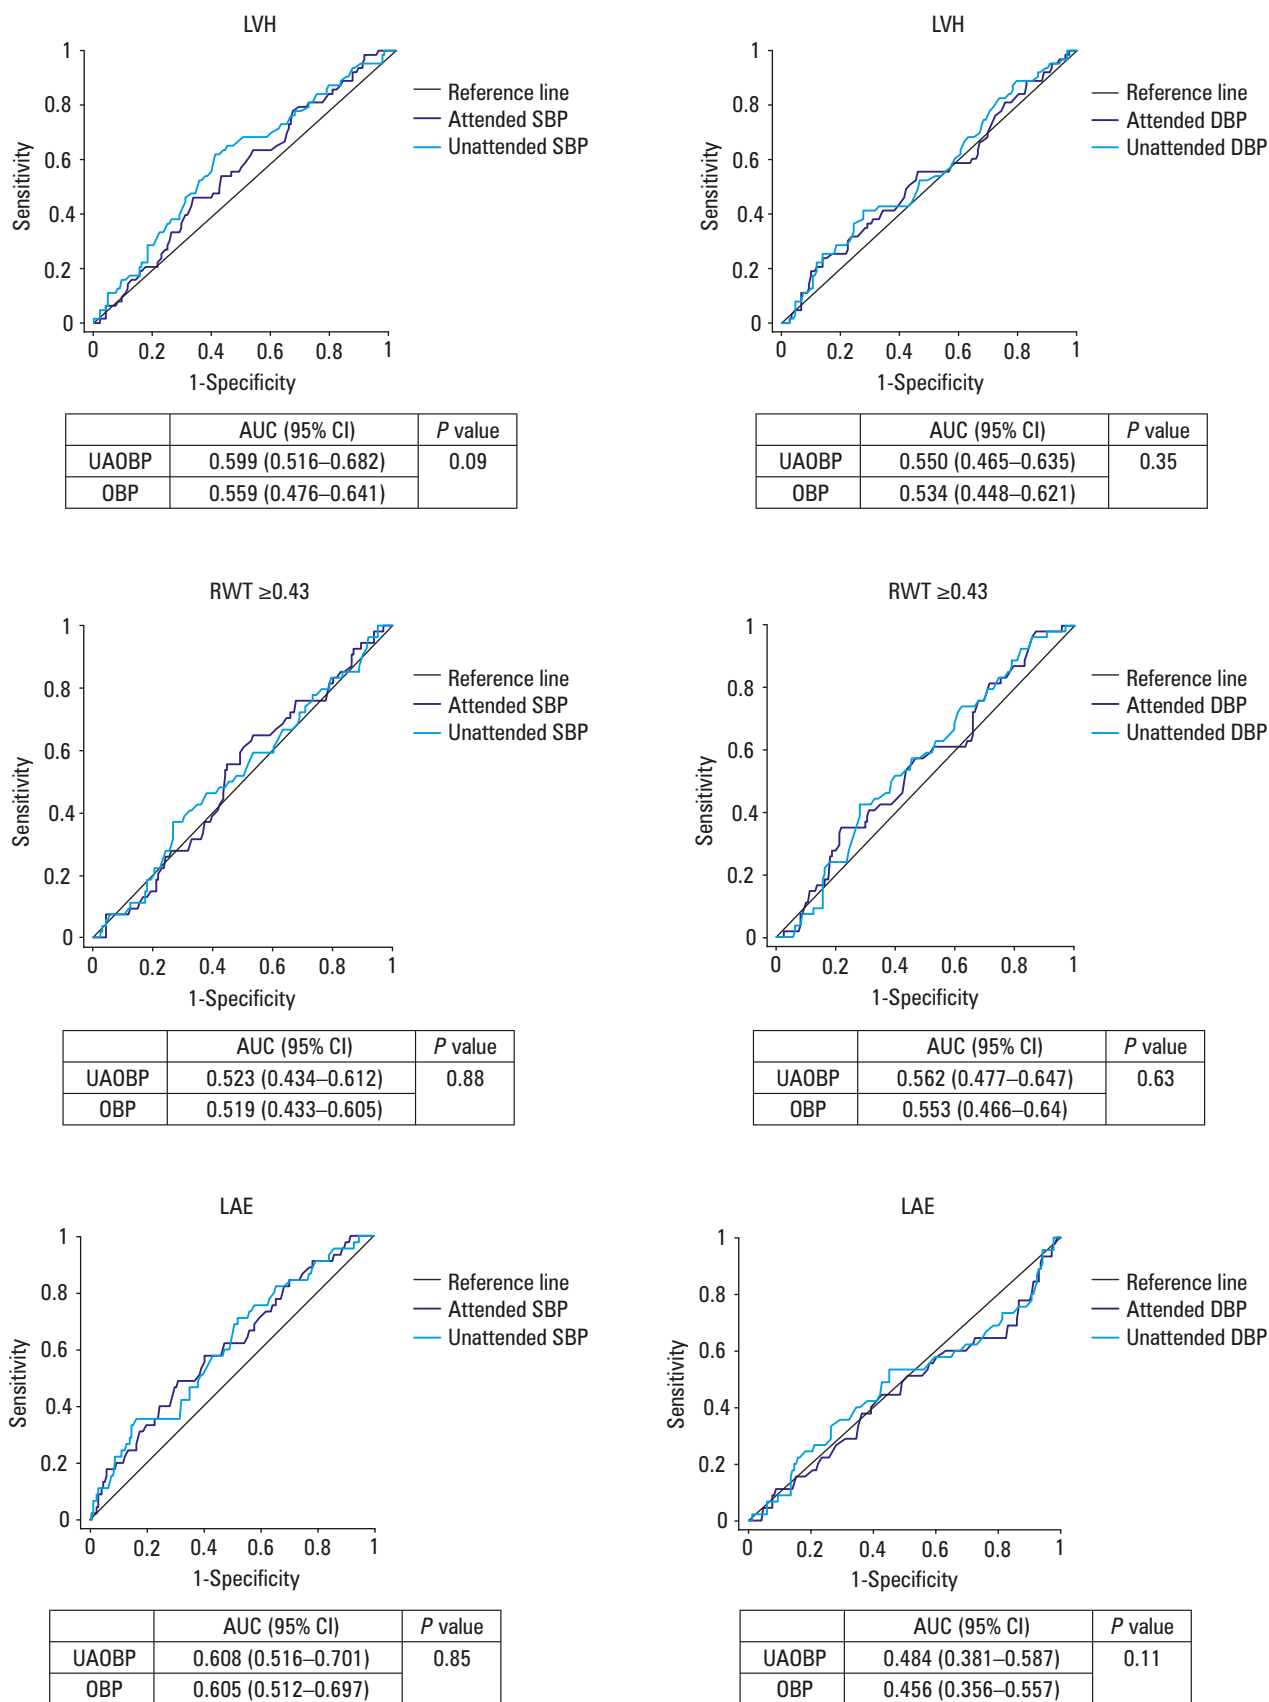 LVH
1
0.8
0.6
0.4
0.2
0
Sensitivity
0 0.2 0.4 0.6 0.8 1
1-Specificity
Reference line
Attended SBP
Unattended SBP
AUC (95% CI) P value
UAOBP 0.599 (0.516–0.682) 0.09
OBP 0.559 (0.476–0.641)
LVH
1
0.8
0.6
0.4
0.2
0
Sensitivity
0 0.2 0.4 0.6 0.8 1
1-Specificity
Reference line
Attended DBP
Unattended DBP
AUC (95% CI) P value
UAOBP 0.550 (0.465–0.635) 0.35
OBP 0.534 (0.448–0.621)
RWT ≥0.43
1
0.8
0.6
0.4
0.2
0
Sensitivity
0 0.2 0.4 0.6 0.8 1
1-Specificity
Reference line
Attended SBP
Unattended SBP
AUC (95% CI) P value
UAOBP 0.523 (0.434–0.612) 0.88
OBP 0.519 (0.433–0.605)
RWT ≥0.43
1
0.8
0.6
0.4
0.2
0
Sensitivity
0 0.2 0.4 0.6 0.8 1
1-Specificity
Reference line
Attended DBP
Unattended DBP
AUC (95% CI) P value
UAOBP 0.562 (0.477–0.647) 0.63
OBP 0.553 (0.466–0.64)
LAE
1
0.8
0.6
0.4
0.2
0
Sensitivity
0 0.2 0.4 0.6 0.8 1
1-Specificity
Reference line
Attended SBP
Unattended SBP
AUC (95% CI) P value
UAOBP 0.608 (0.516–0.701) 0.85
OBP 0.605 (0.512–0.697)
LAE
1
0.8
0.6
0.4
0.2
0
Sensitivity
0 0.2 0.4 0.6 0.8 1
1-Specificity
Reference line
Attended DBP
Unattended DBP
AUC (95% CI) P value
UAOBP 0.484 (0.381–0.587) 0.11
OBP 0.456 (0.356–0.557)